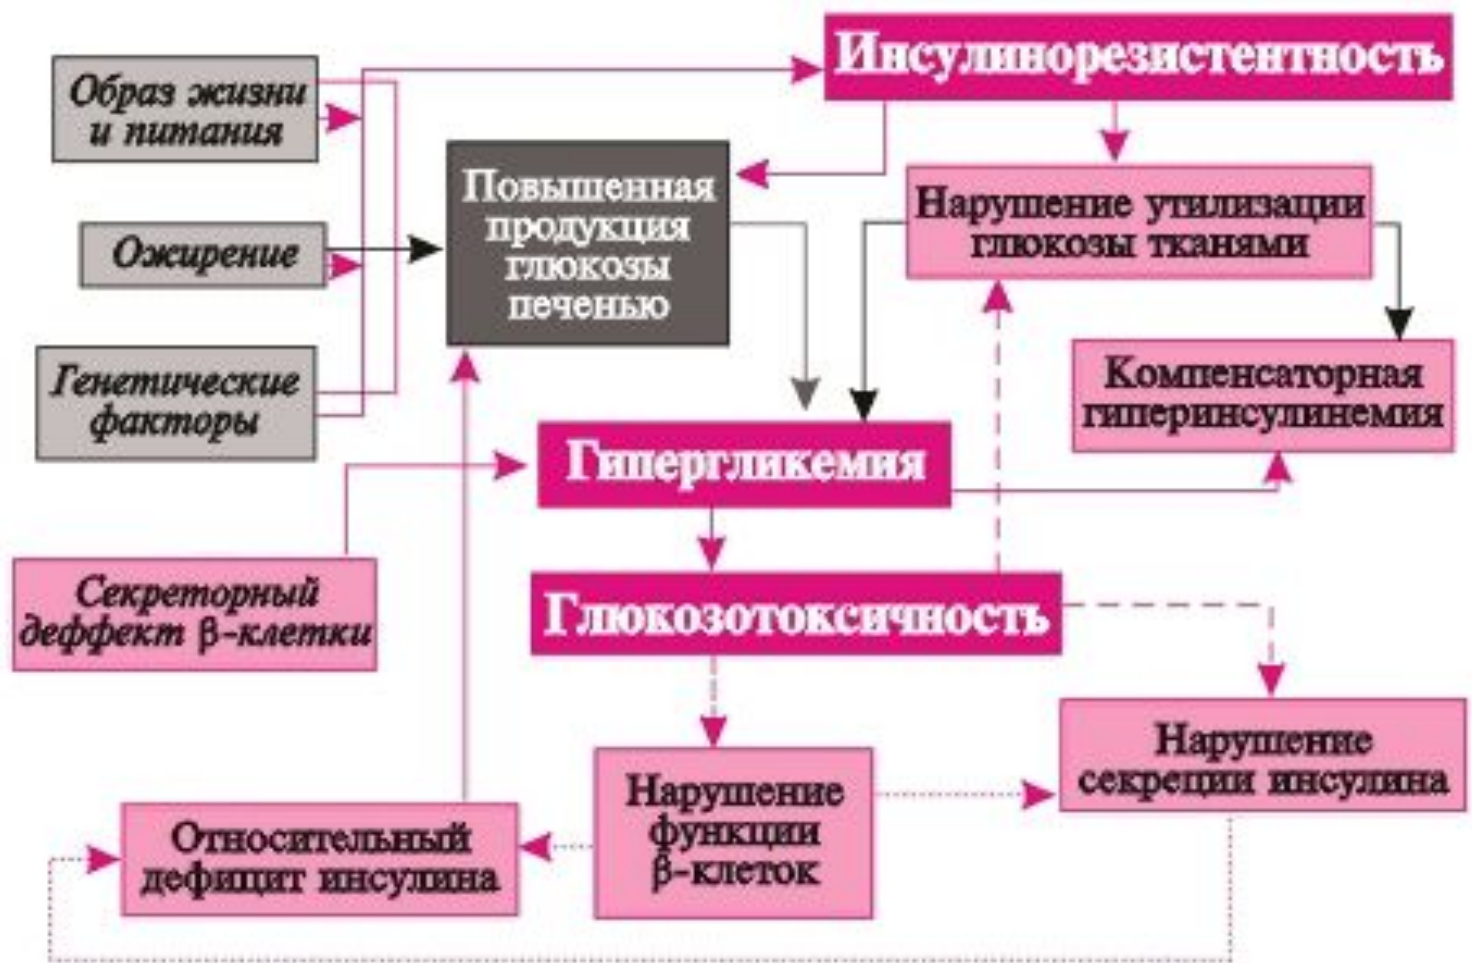 Инсулинорезистентность
Образ жизни
и питания
Повышенная
продукция
глюкозы
печенью
Нарушение утилизации
глюкозы тканями
Ожирение
Генетические
факторы
Компенсаторная
гиперинсулинемия
Гипергликемия
Секреторный
деффект β-клетки
Глюкозотоксичность
Нарушение
секреции инсулина
Нарушение
функции
β-клеток
Относительный
дефицит инсулина